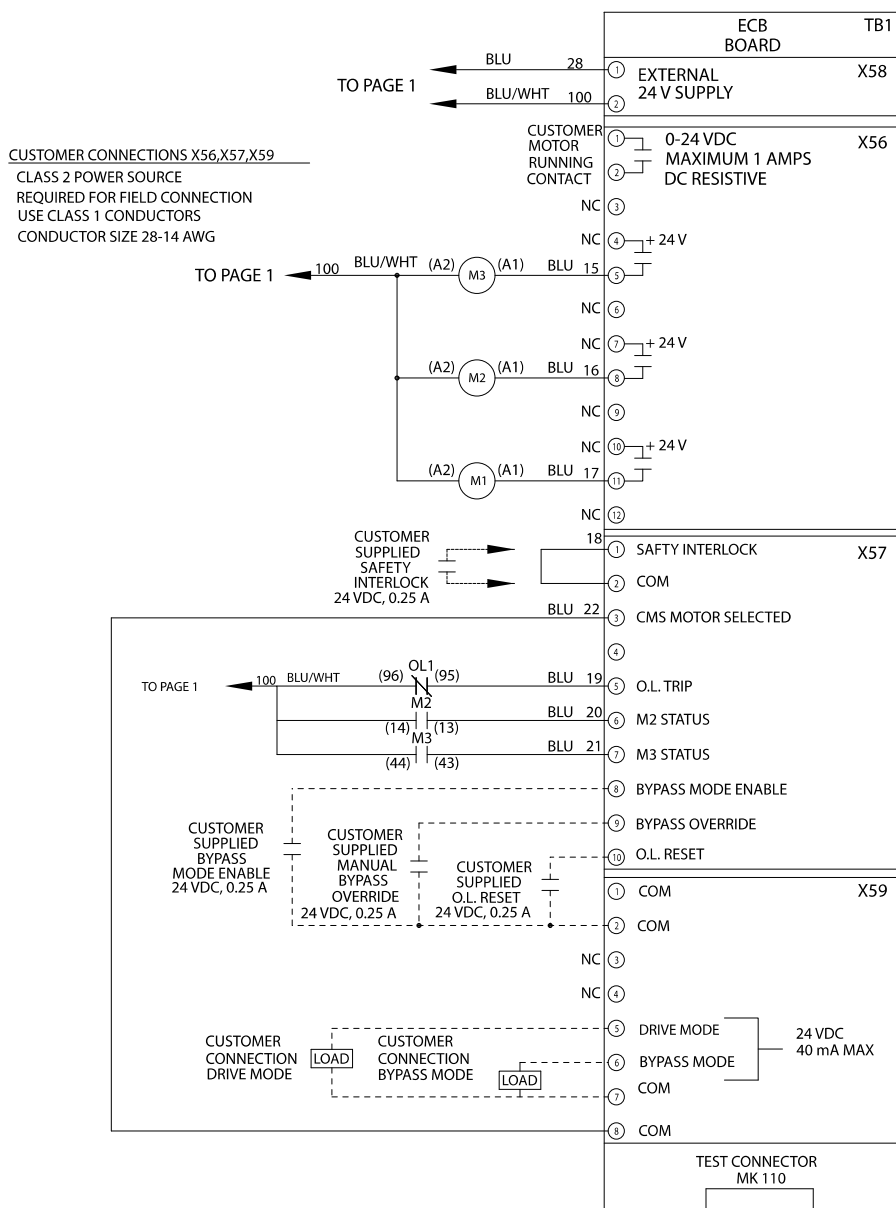 ECB
BOARD
TB1
BLU 28 1 EXTERNAL
24 V SUPPLY
X58
TO PAGE 1
BLU/WHT 100 2
CUSTOMER
MOTOR
RUNNING
CONTACT
1
2
0-24 VDC
MAXIMUM 1 AMPS
DC RESISTIVE
X56
CUSTOMER CONNECTIONS X56,X57,X59
CLASS 2 POWER SOURCE
REQUIRED FOR FIELD CONNECTION
USE CLASS 1 CONDUCTORS
CONDUCTOR SIZE 28-14 AWG
NC 3
NC 4 + 24 V
TO PAGE 1 100 BLU/WHT (A2) M3 (A1) BLU 15 5
NC 6
NC 7 + 24 V
(A2) M2 (A1) BLU 16 8
NC 9
NC 10 + 24 V
(A2) M1 (A1) BLU 17 11
NC 12
CUSTOMER
SUPPLIED
SAFETY
INTERLOCK
24 VDC, 0.25 A
18 1 SAFTY INTERLOCK
X57
2 COM
BLU 22 3 CMS MOTOR SELECTED
4
TO PAGE 1 100 BLU/WHT (96) OL1 (95) BLU 19 5 O.L. TRIP
M2
(14) (13) BLU 20 6 M2 STATUS
M3
(44) (43) BLU 21 7 M3 STATUS
8 BYPASS MODE ENABLE
9 BYPASS OVERRIDE
10 O.L. RESET
CUSTOMER
SUPPLIED
BYPASS
MODE ENABLE
24 VDC, 0.25 A
CUSTOMER
SUPPLIED
MANUAL
BYPASS
OVERRIDE
24 VDC, 0.25 A
CUSTOMER
SUPPLIED
O.L. RESET
24 VDC, 0.25 A
1 COM
X59
2 COM
NC 3
NC 4
5 DRIVE MODE
6 BYPASS MODE
24 VDC
40 mA MAX
7 COM
CUSTOMER
CONNECTION
DRIVE MODE
LOAD
CUSTOMER
CONNECTION
BYPASS MODE
LOAD
8 COM
TEST CONNECTOR
MK 110